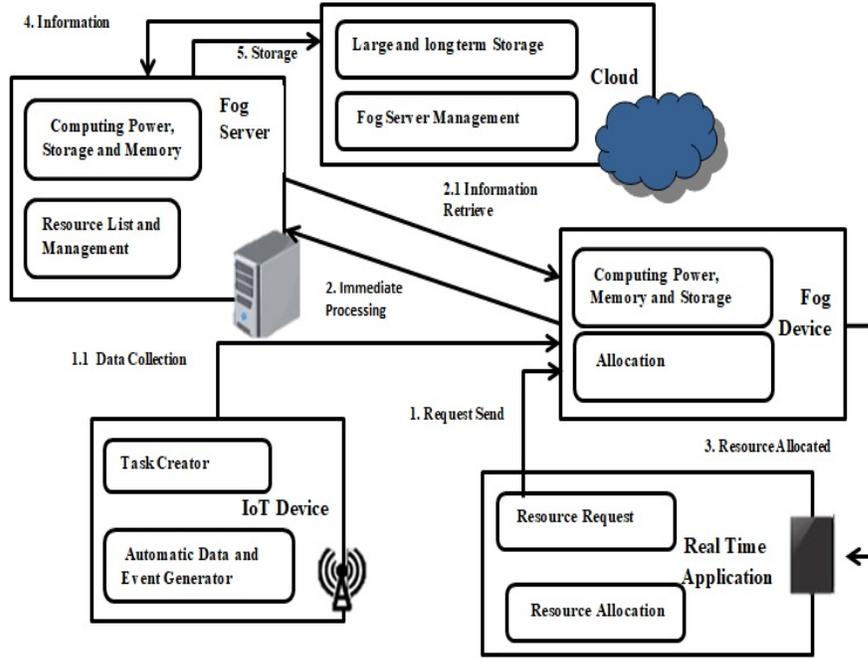 4. Information
5. Storage
Large and long term Storage
Cloud
Fog Server Management
Fog
Server
Computing Power,
Storage and Memory
Resource List and
Management
2.1 Information
Retrieve
2. Immediate
Processing
Computing Power,
Memory and Storage
Fog
Device
Allocation
1.1 Data Collection
1. Request Send
3. Resource Allocated
Task Creator
IoT Device
Automatic Data and
Event Generator
Resource Request
Real Time
Application
Resource Allocation